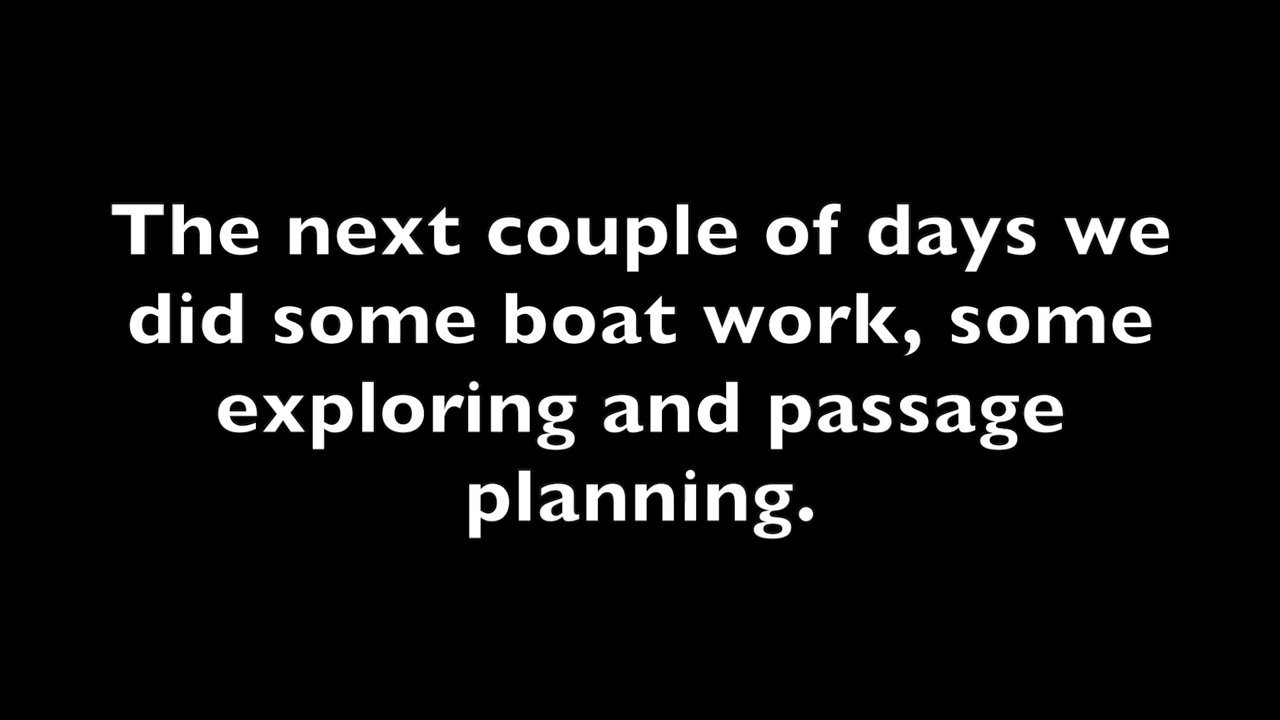 The next couple of days we
did some boat work, some
exploring and passage
planning.